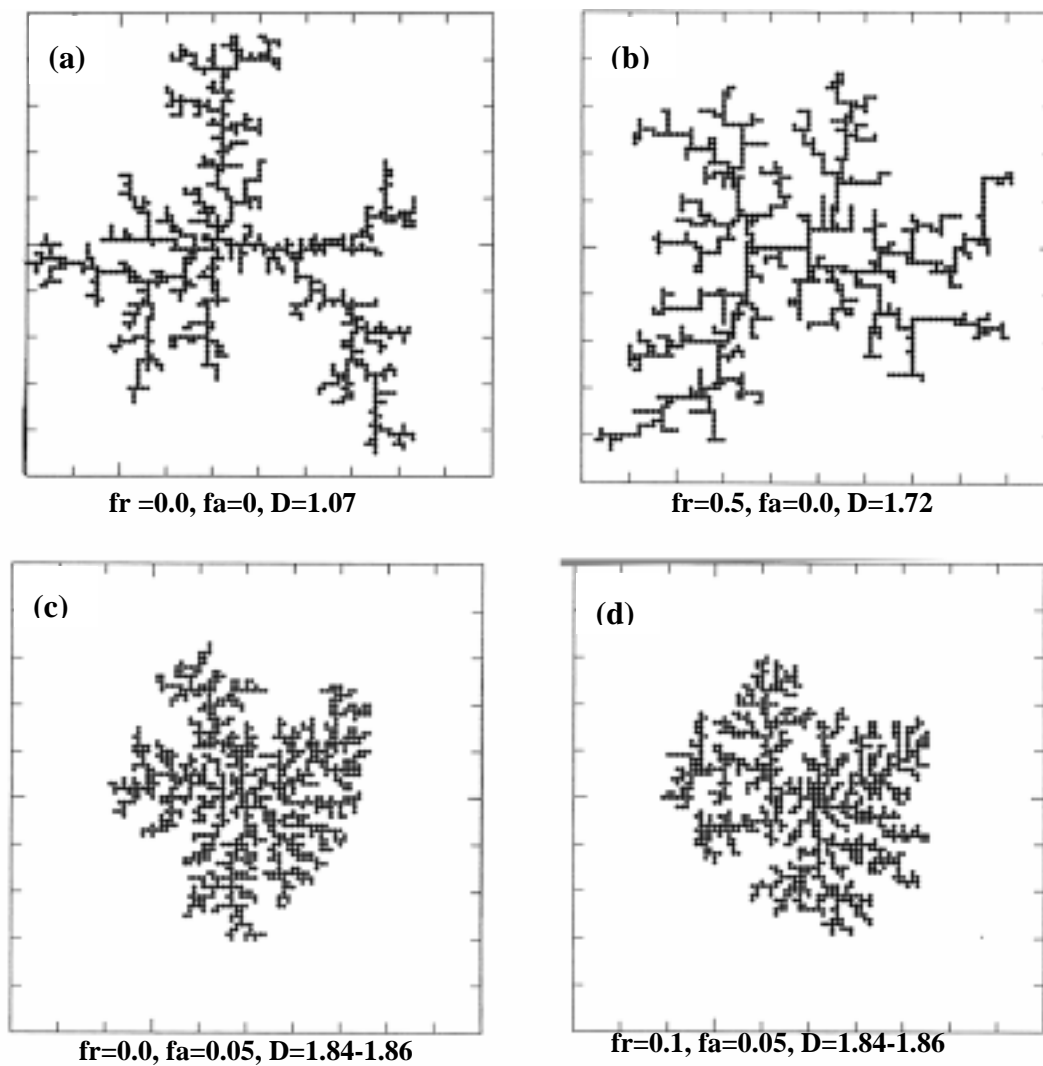 (a)
(b)
fr =0.0, fa=0, D=1.07
fr=0.5, fa=0.0, D=1.72
(c)
(d)
fr=0.0, fa=0.05, D=1.84-1.86
fr=0.1, fa=0.05, D=1.84-1.86